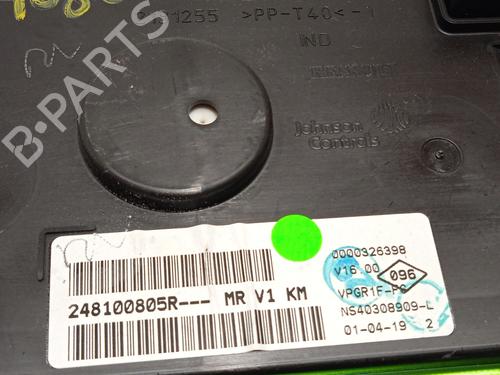 1255 >PP-T40<-1
IND
Johnson
Controls
B-PARTS
0000326398
V16.00
096
248100805R--- MR V1 KM
VPGR1F-PC
NS40308909-L
01-04-19 2